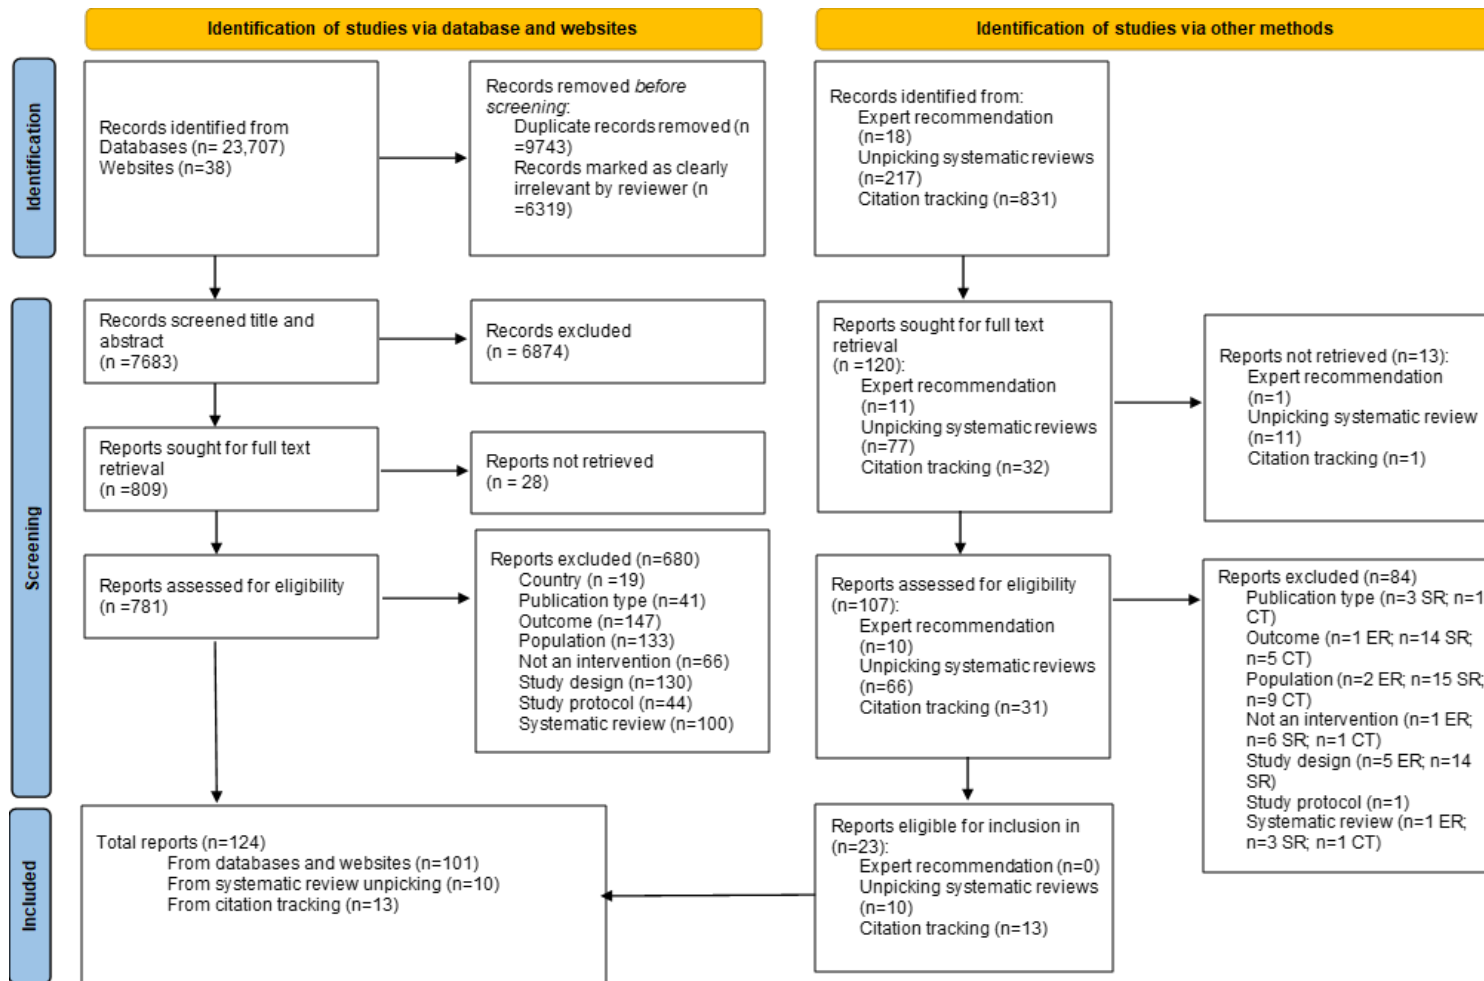 Identification of studies via database and websites
Identification of studies via other methods
Identification
Records identified from
Databases (n= 23,707)
Websites (n=38)
Records removed before
screening:
Duplicate records removed (n
=9743)
Records marked as clearly
irrelevant by reviewer (n
=6319)
Records identified from:
Expert recommendation
(n=18)
Unpicking systematic reviews
(n=217)
Citation tracking (n=831)
Screening
Records screened title and
abstract
(n =7683)
Records excluded
(n = 6874)
Reports sought for full text
retrieval
(n =809)
Reports not retrieved
(n = 28)
Reports assessed for eligibility
(n =781)
Reports excluded (n=680)
Country (n =19)
Publication type (n=41)
Outcome (n=147)
Population (n=133)
Not an intervention (n=66)
Study design (n=130)
Study protocol (n=44)
Systematic review (n=100)
Reports sought for full text
retrieval
(n =120):
Expert recommendation
(n=11)
Unpicking systematic reviews
(n=77)
Citation tracking (n=32)
Reports not retrieved (n=13):
Expert recommendation
(n=1)
Unpicking systematic review
(n=11)
Citation tracking (n=1)
Reports assessed for eligibility
(n=107):
Expert recommendation
(n=10)
Unpicking systematic reviews
(n=66)
Citation tracking (n=31)
Reports excluded (n=84)
Publication type (n=3 SR; n=1
CT)
Outcome (n=1 ER; n=14 SR;
n=5 CT)
Population (n=2 ER; n=15 SR;
n=9 CT)
Not an intervention (n=1 ER;
n=6 SR; n=1 CT)
Study design (n=5 ER; n=14
SR)
Study protocol (n=1)
Systematic review (n=1 ER;
n=3 SR; n=1 CT)
Included
Total reports (n=124)
From databases and websites (n=101)
From systematic review unpicking (n=10)
From citation tracking (n=13)
Reports eligible for inclusion in
(n=23):
Expert recommendation (n=0)
Unpicking systematic reviews
(n=10)
Citation tracking (n=13)